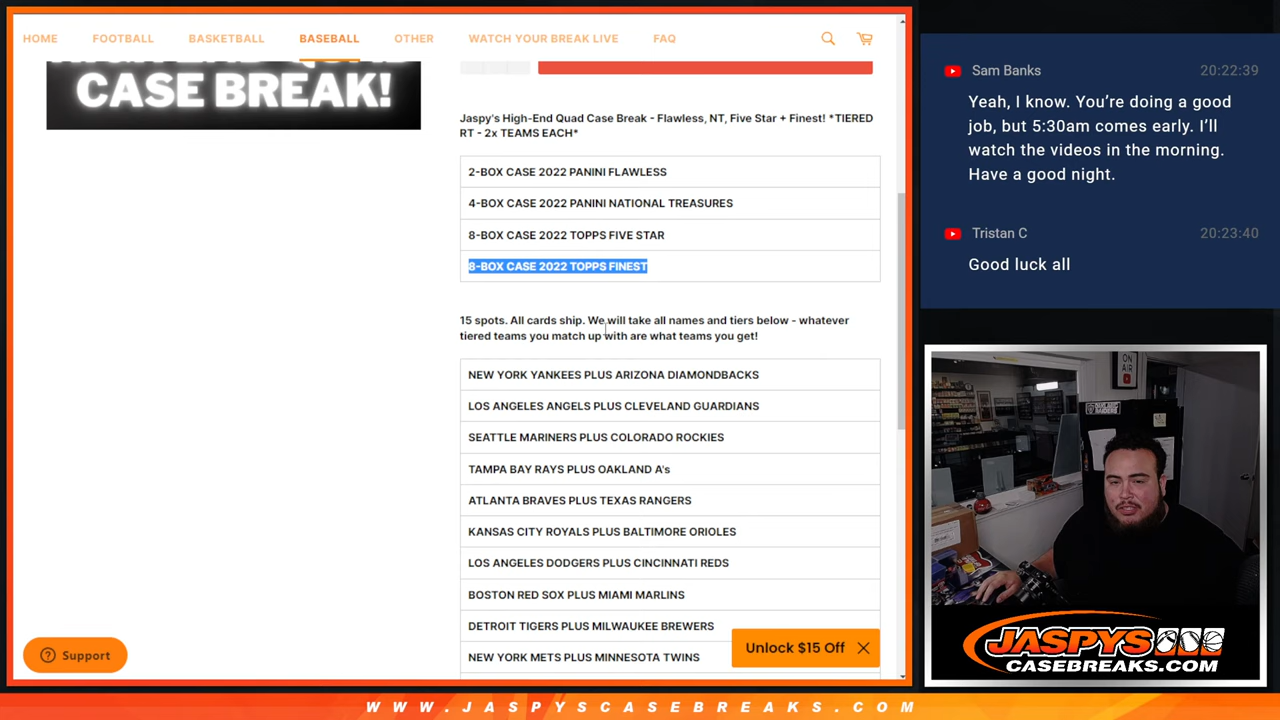 HOME FOOTBALL BASKETBALL BASEBALL OTHER WATCH YOUR BREAK LIVE FAQ
CASE BREAK!
Jaspy's High-End Quad Case Break - Flawless, NT, Five Star + Finest! *TIERED
RT - 2x TEAMS EACH*
2-BOX CASE 2022 PANINI FLAWLESS
4-BOX CASE 2022 PANINI NATIONAL TREASURES
8-BOX CASE 2022 TOPPS FIVE STAR
8-BOX CASE 2022 TOPPS FINEST
15 spots. All cards ship. We will take all names and tiers below - whatever
tiered teams you match up with are what teams you get!
NEW YORK YANKEES PLUS ARIZONA DIAMONDBACKS
LOS ANGELES ANGELS PLUS CLEVELAND GUARDIANS
SEATTLE MARINERS PLUS COLORADO ROCKIES
TAMPA BAY RAYS PLUS OAKLAND A's
ATLANTA BRAVES PLUS TEXAS RANGERS
KANSAS CITY ROYALS PLUS BALTIMORE ORIOLES
LOS ANGELES DODGERS PLUS CINCINNATI REDS
BOSTON RED SOX PLUS MIAMI MARLINS
DETROIT TIGERS PLUS MILWAUKEE BREWERS
NEW YORK METS PLUS MINNESOTA TWINS
Support
Unlock $15 Off
Sam Banks 20:22:39
Yeah, I know. You're doing a good
job, but 5:30am comes early. I'll
watch the videos in the morning.
Have a good night.
Tristan C 20:23:40
Good luck all
ON
AIR
JASPYS
CASEBREAKS.COM
WWW.JASPYSCASEBREAKS.COM